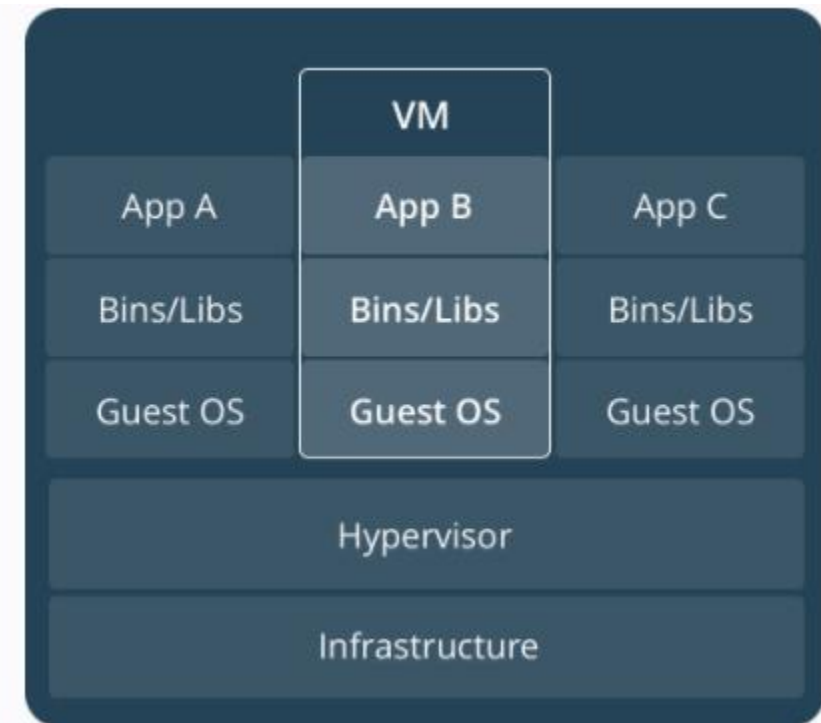 VM
App A App B App C
Bins/Libs Bins/Libs Bins/Libs
Guest OS Guest OS Guest OS
Hypervisor
Infrastructure